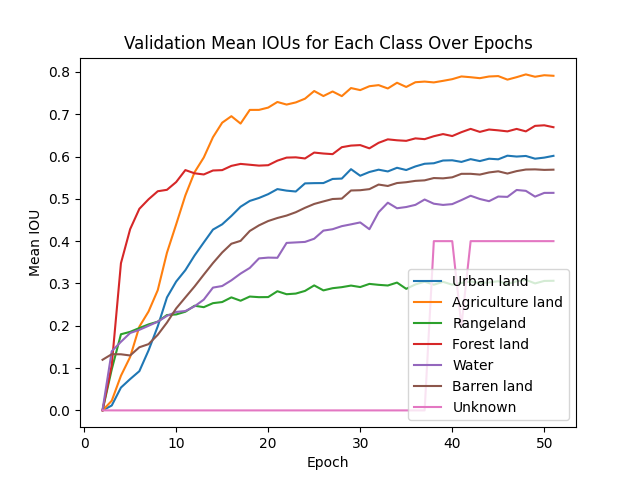 Validation Mean IOUs for Each Class Over Epochs
Mean IOU
0.8
0.7
0.6
0.5
0.4
0.3
0.2
0.1
0.0
Urban land
Agriculture land
Rangeland
Forest land
Water
Barren land
Unknown
0 10 20 30 40 50
Epoch